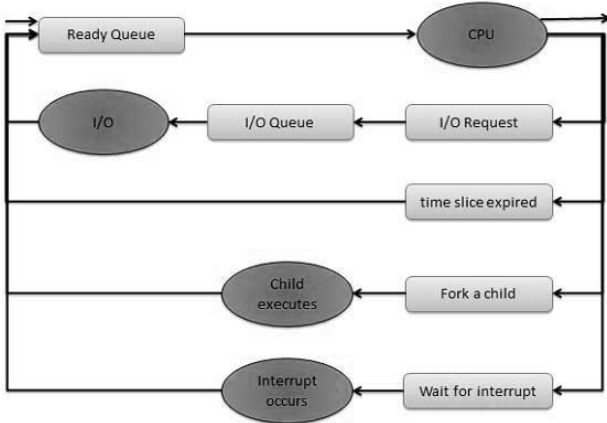 Ready Queue
CPU
I/O
I/O Queue
I/O Request
time slice expired
Child
executes
Fork a child
Interrupt
occurs
Wait for interrupt